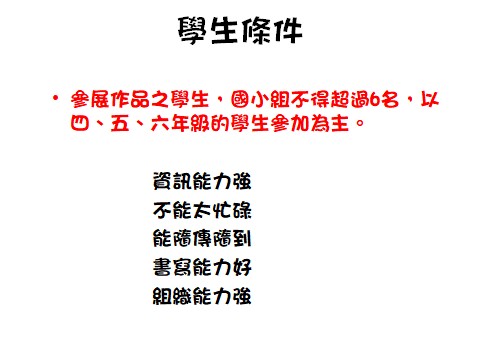 學生條件
• 參展作品之學生，國小組不得超過6名，以
四、五、六年級的學生參加為主。
資訊能力強
不能太忙碌
能隨傳隨到
書寫能力好
組織能力強